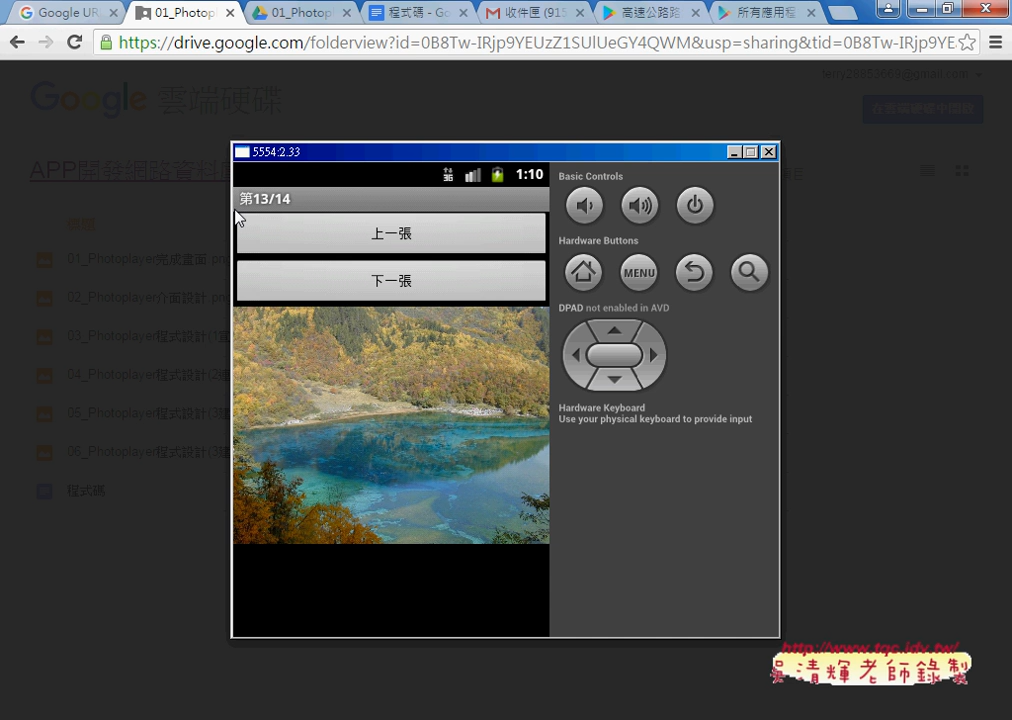 Google UR
01_Photop
01_Photop
程式碼 - Go
收件匣 (915
高速公路路
所有應用程
https://drive.google.com/folderview?id=0B8Tw-IRjp9YEUzZ1SUlUeGY4QWM&usp=sharing&tid=0B8Tw-IRjp9YE
Google 雲端硬碟
APP開發網路資料
01_Photoplayer完成畫面.pn
02_Photoplayer介面設計.pn
03_Photoplayer程式設計(1
04_Photoplayer程式設計(2
05_Photoplayer程式設計(3
06_Photoplayer程式設計(3
程式碼
5554:2.33
3G
1:10
第13/14
上一張
下一張
Basic Controls
Hardware Buttons
MENU
DPAD not enabled in AVD
Hardware Keyboard
Use your physical keyboard to provide input
http://www.tqc.idv.tw/
吳清輝老師錄製